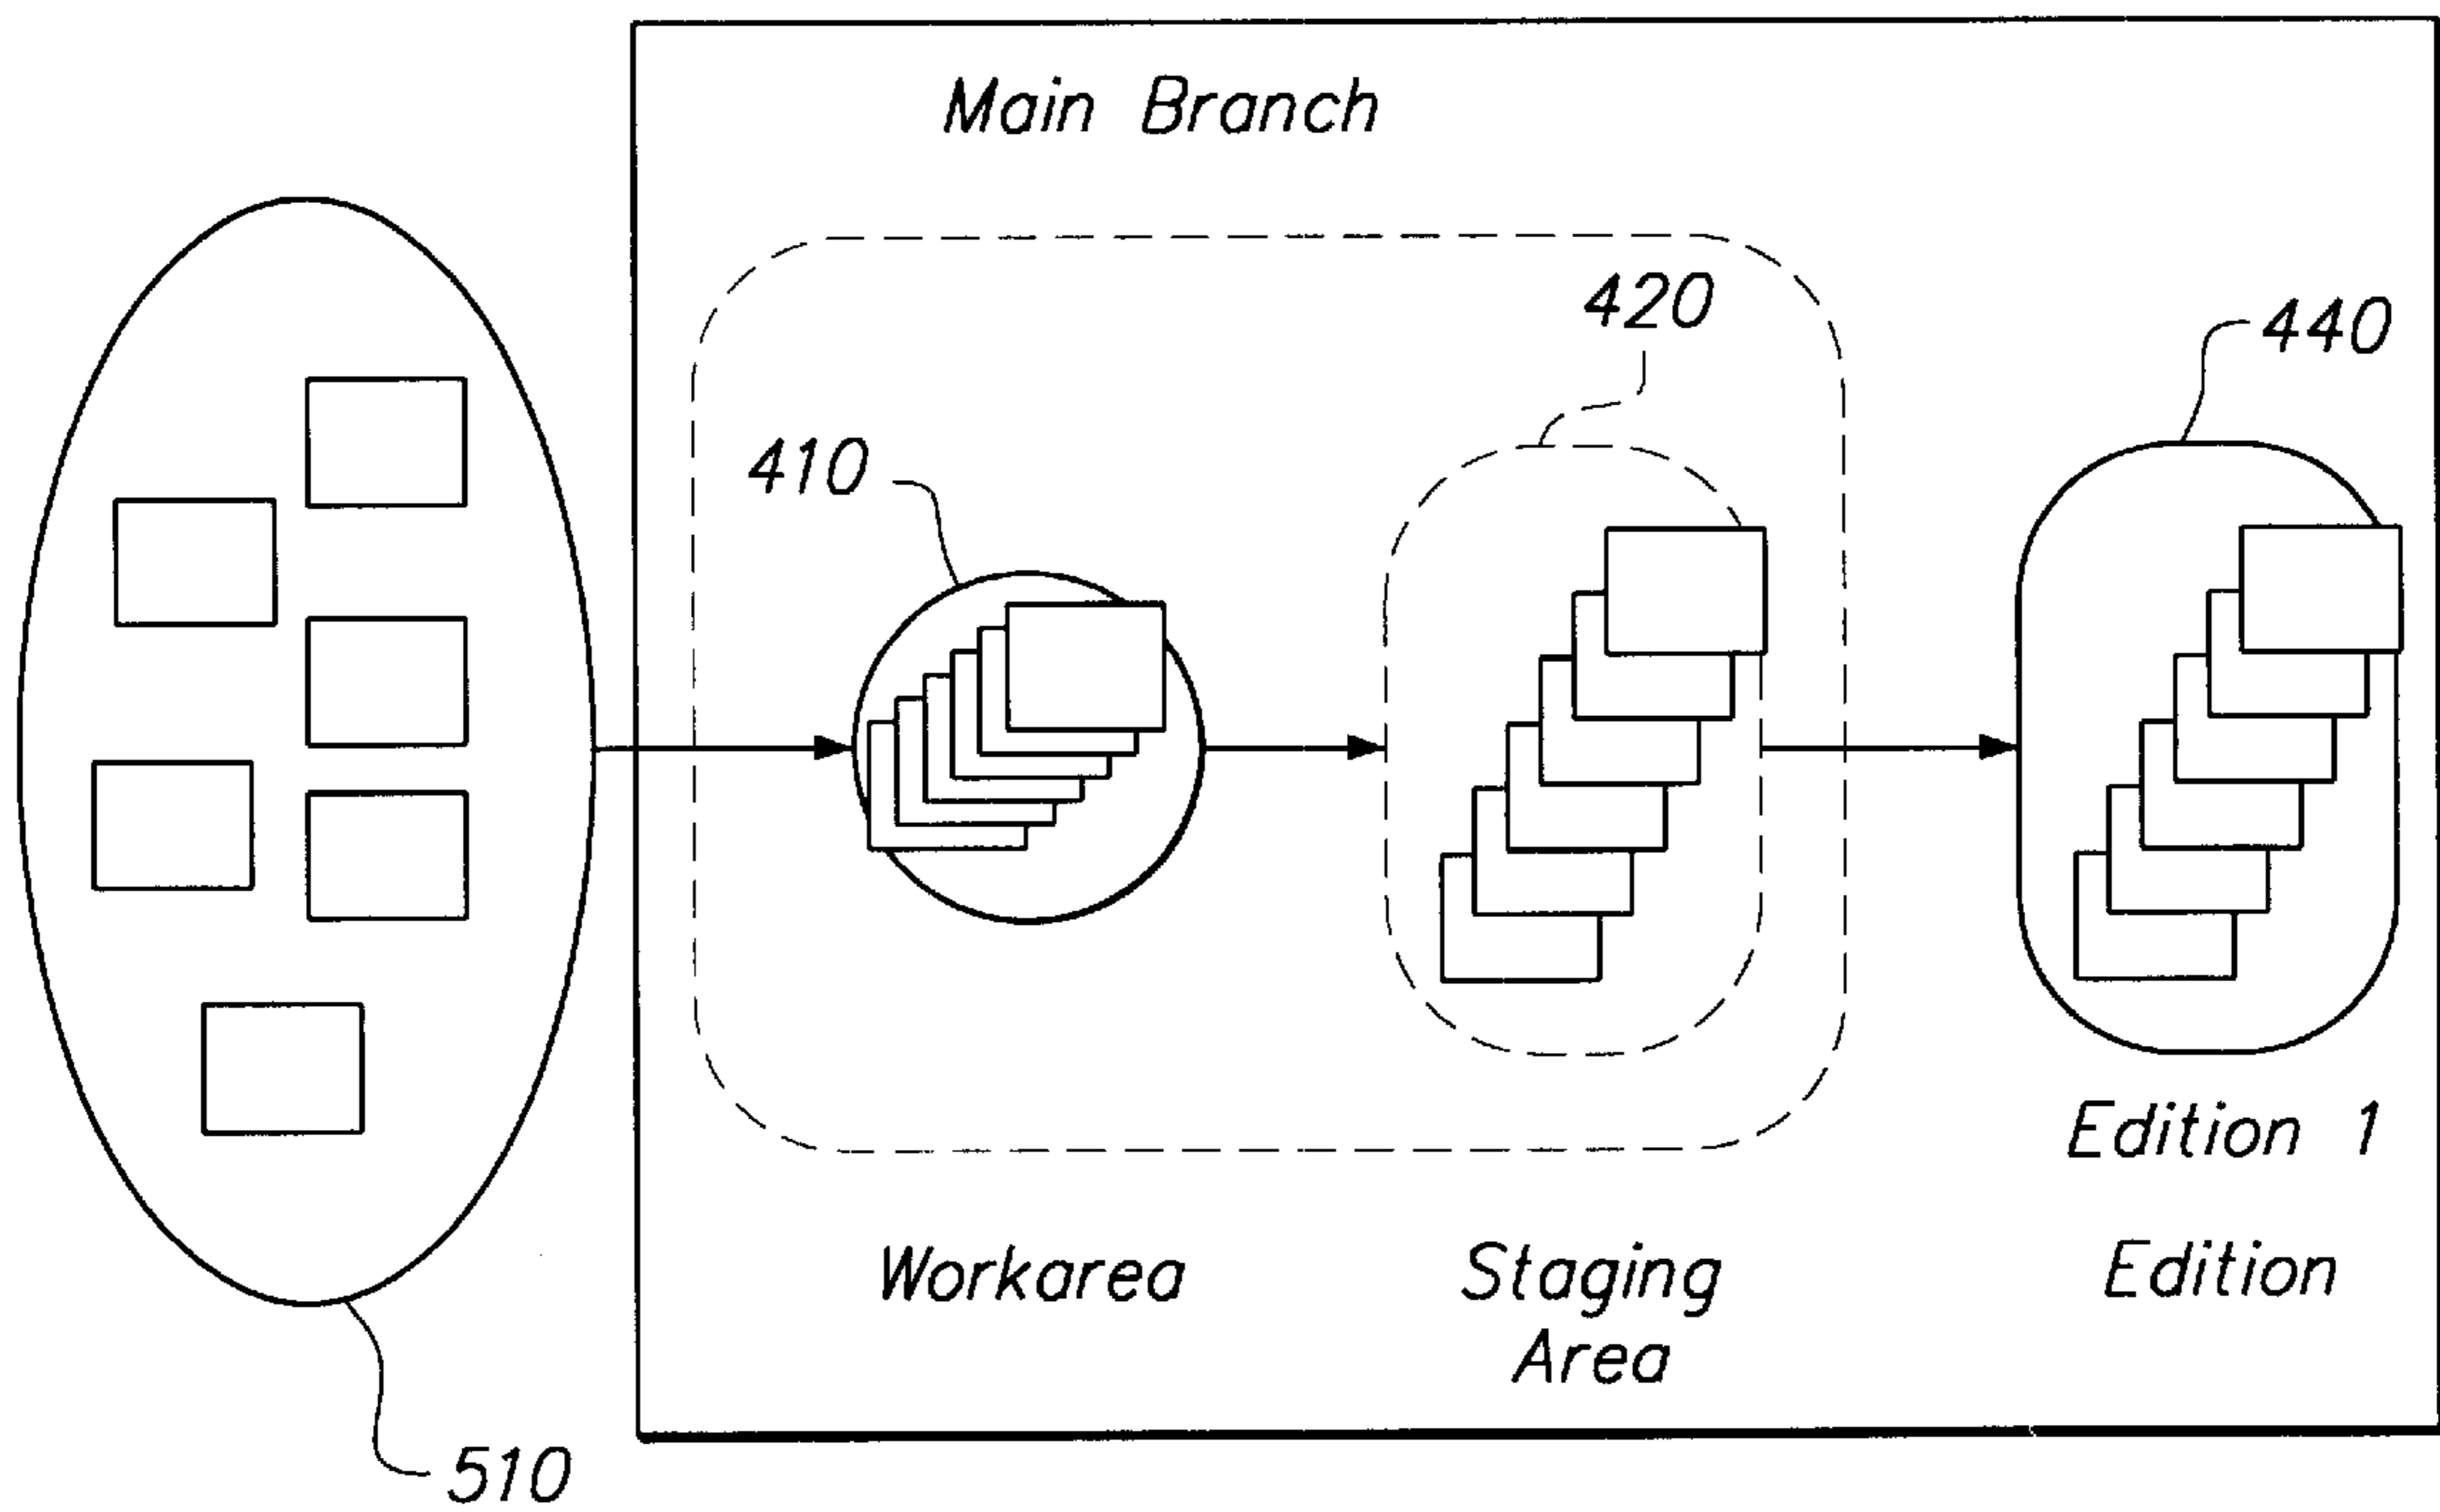 Main Branch
420
440
410
Edition 1
Workarea
Staging
Area
Edition
510